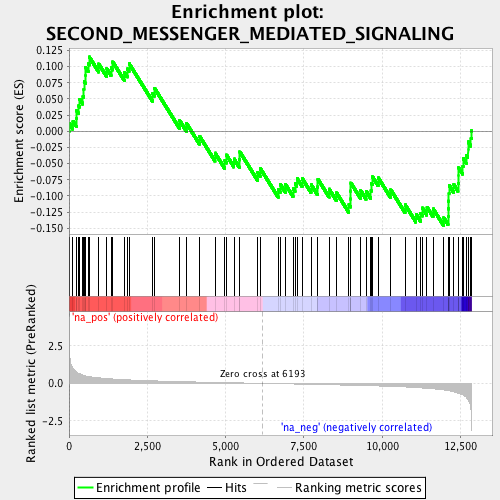 Enrichment plot:
SECOND_MESSENGER_MEDIATED_SIGNALING
Enrichment score (ES)
0.125
0.100
0.075
0.050
0.025
0.000
-0.025
-0.050
-0.075
-0.100
-0.125
-0.150
'na_pos' (positively correlated)
Ranked list metric (PreRanked)
2.5
0.0
-2.5
Zero cross at 6193
'na_neg' (negatively correlated)
0
2,500
5,000
7,500
10,000
12,500
Rank in Ordered Dataset
Enrichment profile
Hits
Ranking metric scores